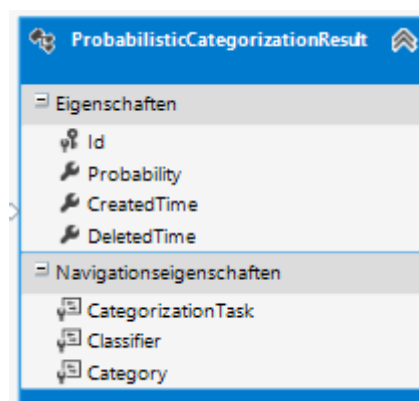 ProbabilisticCategorizationResult
Eigenschaften
Id
Probability
CreatedTime
DeletedTime
Navigationseigenschaften
CategorizationTask
Classifier
Category